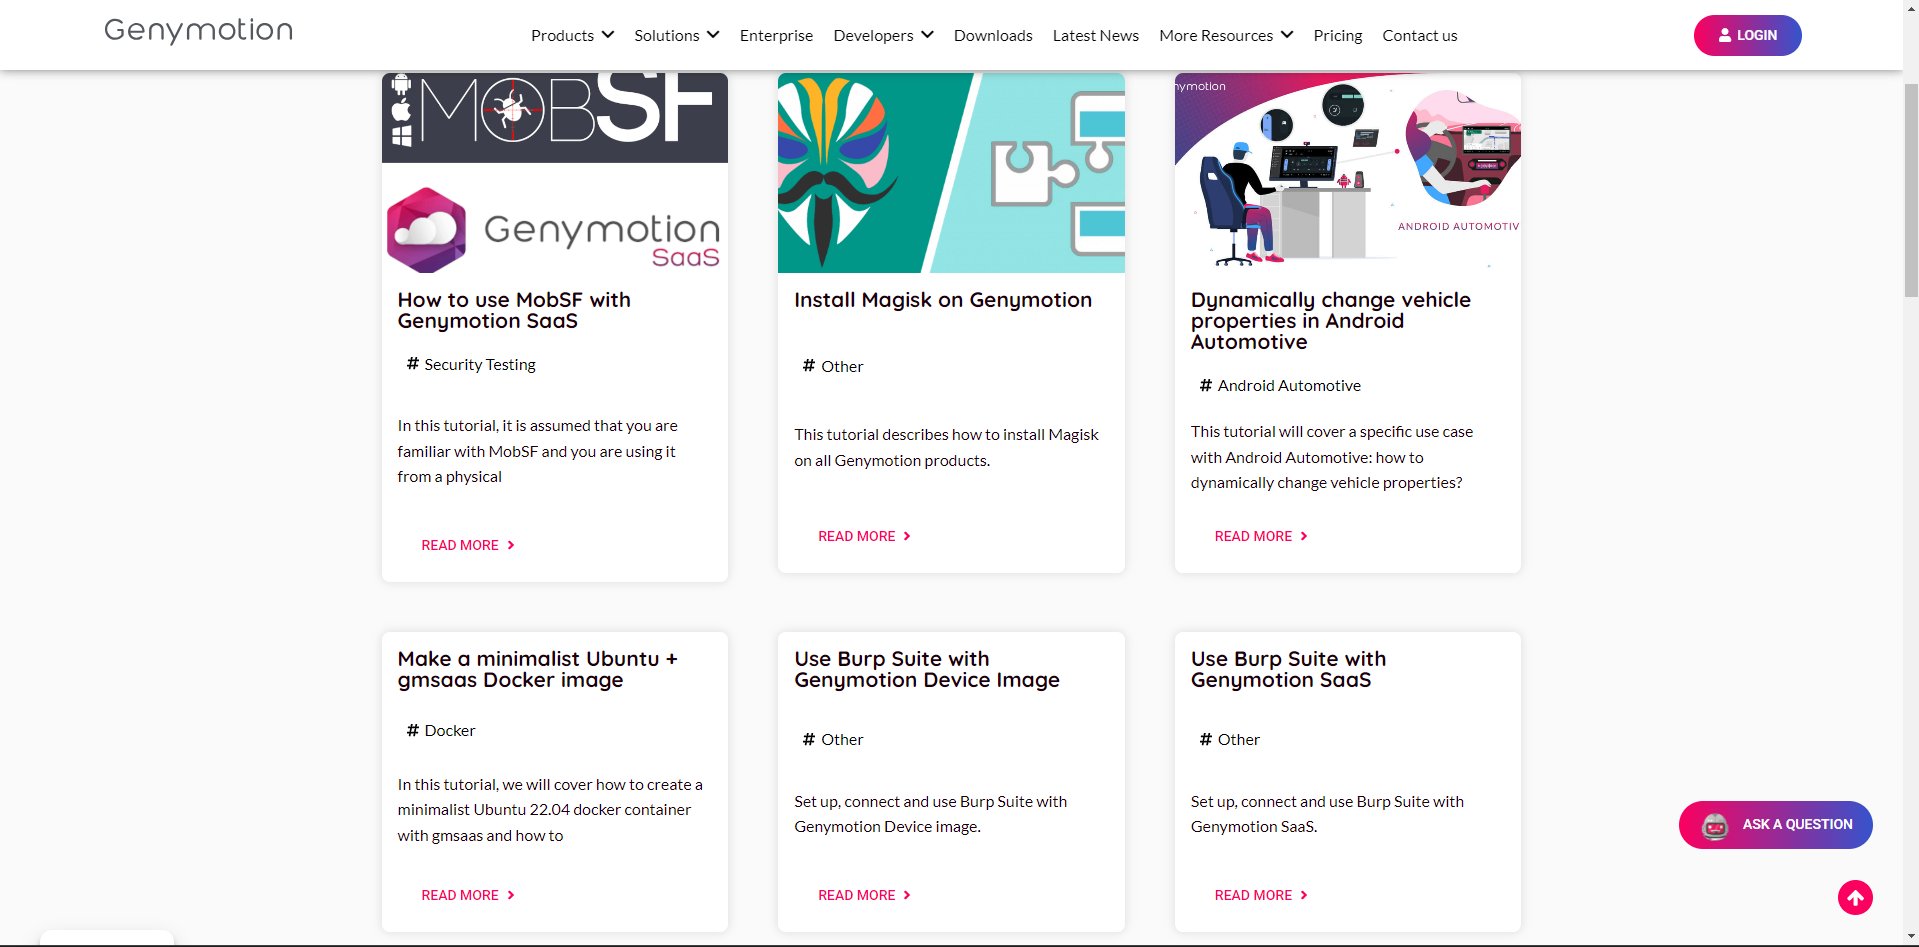 Genymotion
Products
Solutions
Enterprise
Developers
Downloads
Latest News
More Resources
Pricing
Contact us
LOGIN
MOBSF
Genymotion
SaaS
nymotion
ANDROID AUTOMOTIV
How to use MobSF with
Genymotion SaaS
# Security Testing
In this tutorial, it is assumed that you are
familiar with MobSF and you are using it
from a physical
READ MORE
Install Magisk on Genymotion
# Other
This tutorial describes how to install Magisk
on all Genymotion products.
READ MORE
Dynamically change vehicle
properties in Android
Automotive
# Android Automotive
This tutorial will cover a specific use case
with Android Automotive: how to
dynamically change vehicle properties?
READ MORE
Make a minimalist Ubuntu +
gmsaas Docker image
# Docker
In this tutorial, we will cover how to create a
minimalist Ubuntu 22.04 docker container
with gmsaas and how to
READ MORE
Use Burp Suite with
Genymotion Device Image
# Other
Set up, connect and use Burp Suite with
Genymotion Device image.
READ MORE
Use Burp Suite with
Genymotion SaaS
# Other
Set up, connect and use Burp Suite with
Genymotion SaaS.
READ MORE
ASK A QUESTION